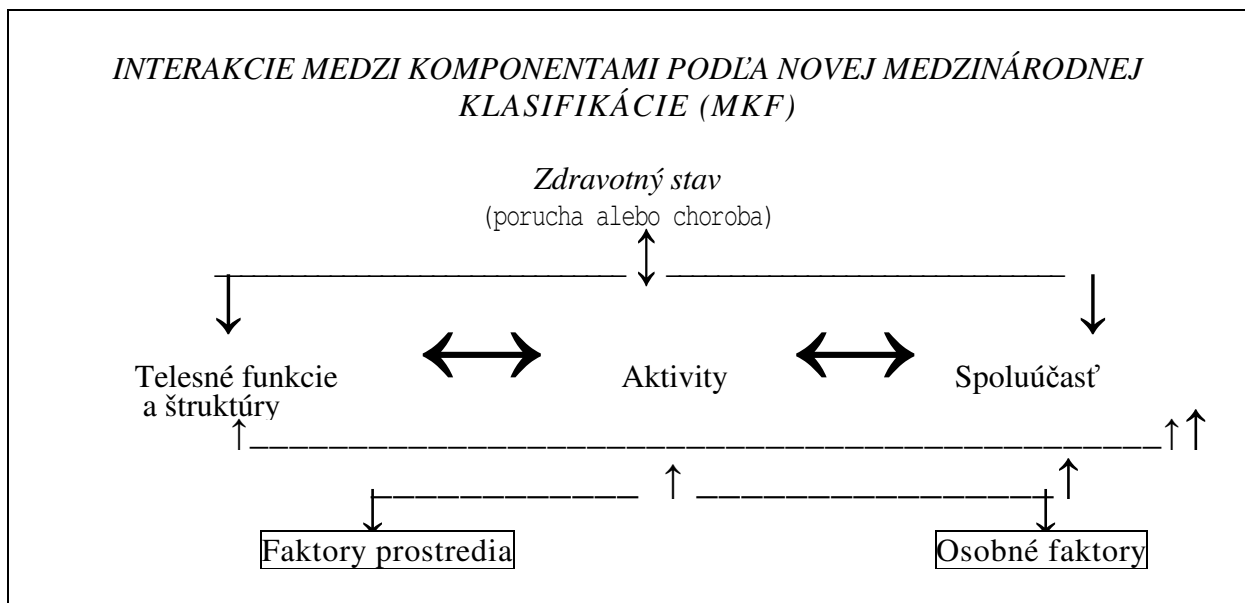 INTERAKCIE MEDZI KOMPONENTAMI PODĽA NOVEJ MEDZINÁRODNEJ
KLASIFIKÁCIE (MKF)
Zdravotný stav
(porucha alebo choroba)
Telesné funkcie
a štruktúry
Aktivity
Spoluúčasť
Faktory prostredia
Osobné faktory